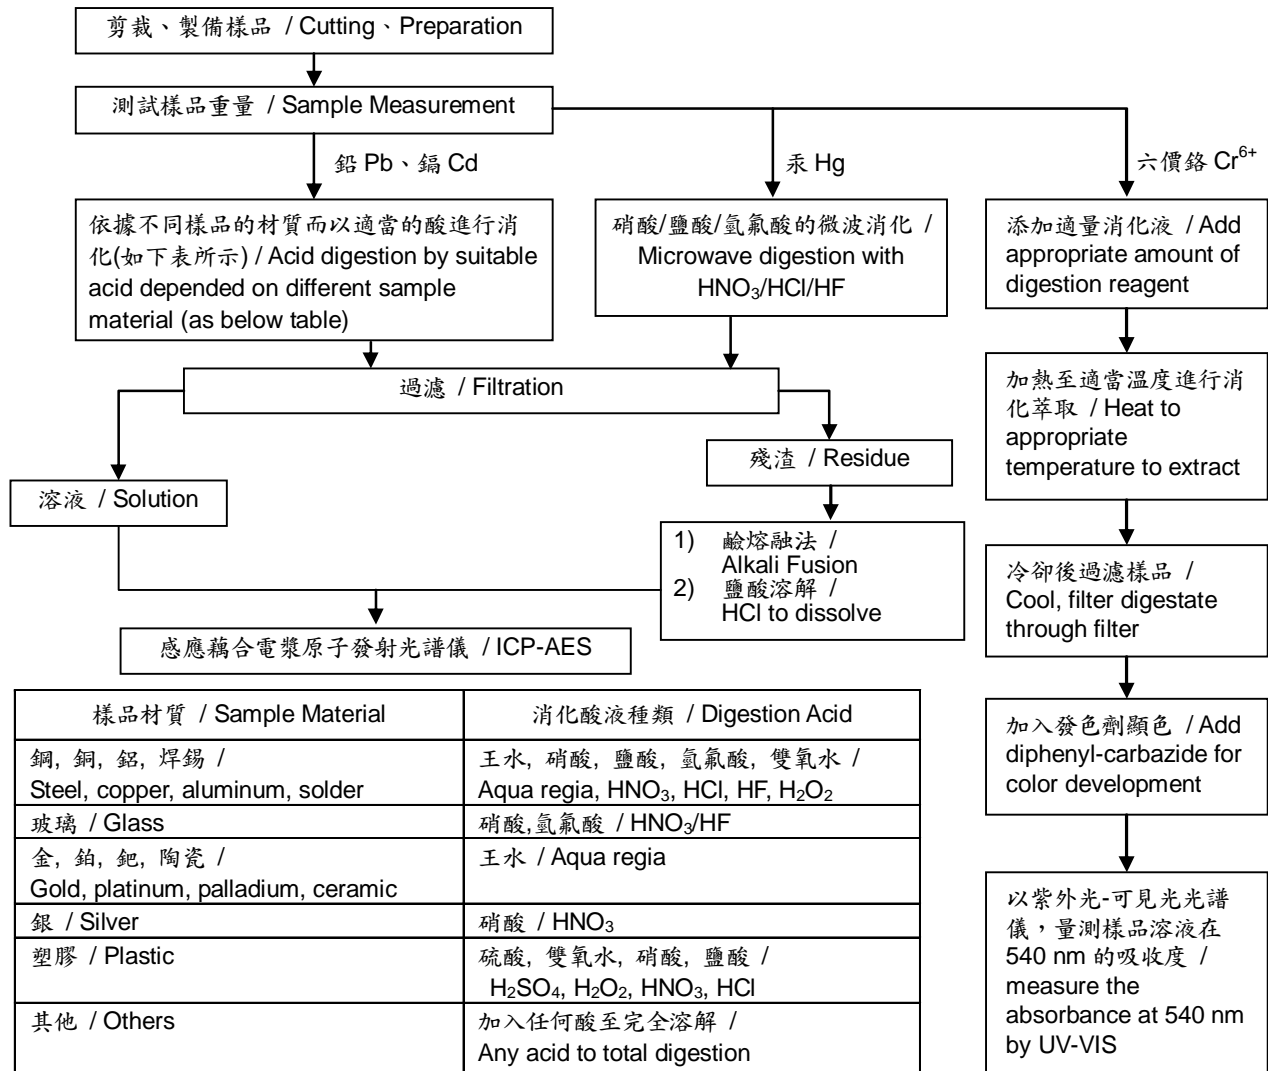 剪裁、製備樣品 / Cutting、Preparation
測試樣品重量 / Sample Measurement
鉛 Pb、鎘 Cd
汞 Hg
六價鉻 Cr⁶⁺
依據不同樣品的材質而以適當的酸進行消
化(如下表所示) / Acid digestion by suitable
acid depended on different sample
material (as below table)
硝酸/鹽酸/氫氟酸的微波消化 /
Microwave digestion with
HNO₃/HCl/HF
添加適量消化液 / Add
appropriate amount of
digestion reagent
過濾 / Filtration
加熱至適當溫度進行消
化萃取 / Heat to
appropriate
temperature to extract
殘渣 / Residue
溶液 / Solution
1) 鹼熔融法 /
Alkali Fusion
2) 鹽酸溶解 /
HCl to dissolve
冷卻後過濾樣品 /
Cool, filter digestate
through filter
感應藕合電漿原子發射光譜儀 / ICP-AES
加入發色劑顯色 / Add
diphenyl-carbazide for
color development
以紫外光-可見光光譜
儀，量測樣品溶液在
540 nm 的吸收度 /
measure the
absorbance at 540 nm
by UV-VIS
樣品材質 / Sample Material
消化酸液種類 / Digestion Acid
鋼, 銅, 鋁, 焊錫 /
Steel, copper, aluminum, solder
王水, 硝酸, 鹽酸, 氫氟酸, 雙氧水 /
Aqua regia, HNO₃, HCl, HF, H₂O₂
玻璃 / Glass
硝酸,氫氟酸 / HNO₃/HF
金, 鉑, 鈀, 陶瓷 /
Gold, platinum, palladium, ceramic
王水 / Aqua regia
銀 / Silver
硝酸 / HNO₃
塑膠 / Plastic
硫酸, 雙氧水, 硝酸, 鹽酸 /
H₂SO₄, H₂O₂, HNO₃, HCl
其他 / Others
加入任何酸至完全溶解 /
Any acid to total digestion